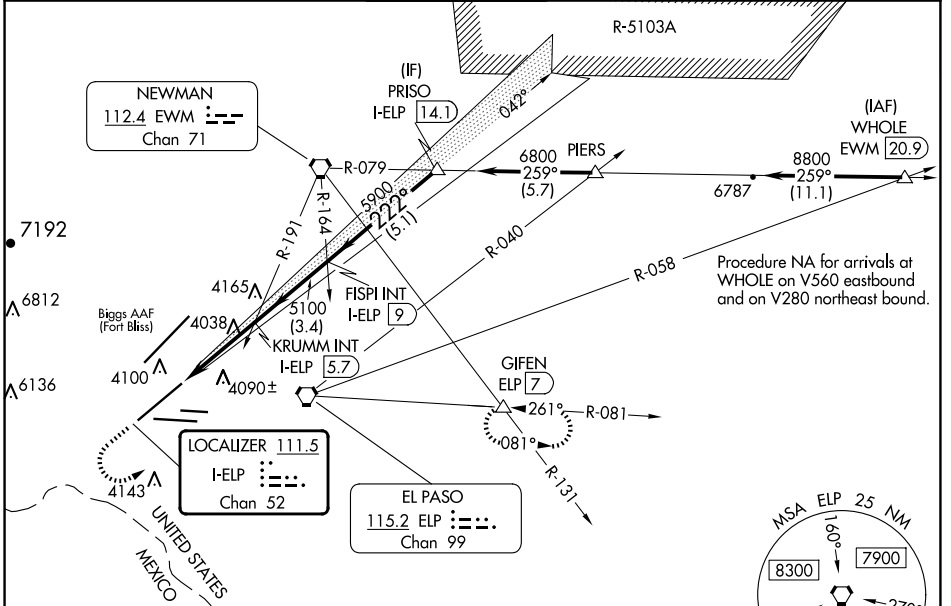 R-5103A
NEWMAN
112.4 EWM
Chan 71
(IF)
PRISO
I-ELP 14.1
042°
(IAF)
WHOLE
EWM 20.9
R-079
6800
259°
(5.7)
PIERS
8800
259°
(11.1)
6787
5900
222°
(5.1)
R-191
R-164
R-040
R-058
7192
Procedure NA for arrivals at
WHOLE on V560 eastbound
and on V280 northeast bound.
4165
FISPI INT
I-ELP 9
5100
(3.4)
6812
Biggs AAF
(Fort Bliss)
4038
KRUMM INT
I-ELP 5.7
4100
4090±
6136
GIFEN
ELP 7
261°
R-081
081°
R-131
LOCALIZER 111.5
I-ELP
Chan 52
4143
EL PASO
115.2 ELP
Chan 99
UNITED STATES
MEXICO
MSA ELP 25 NM
160°
8300
7900